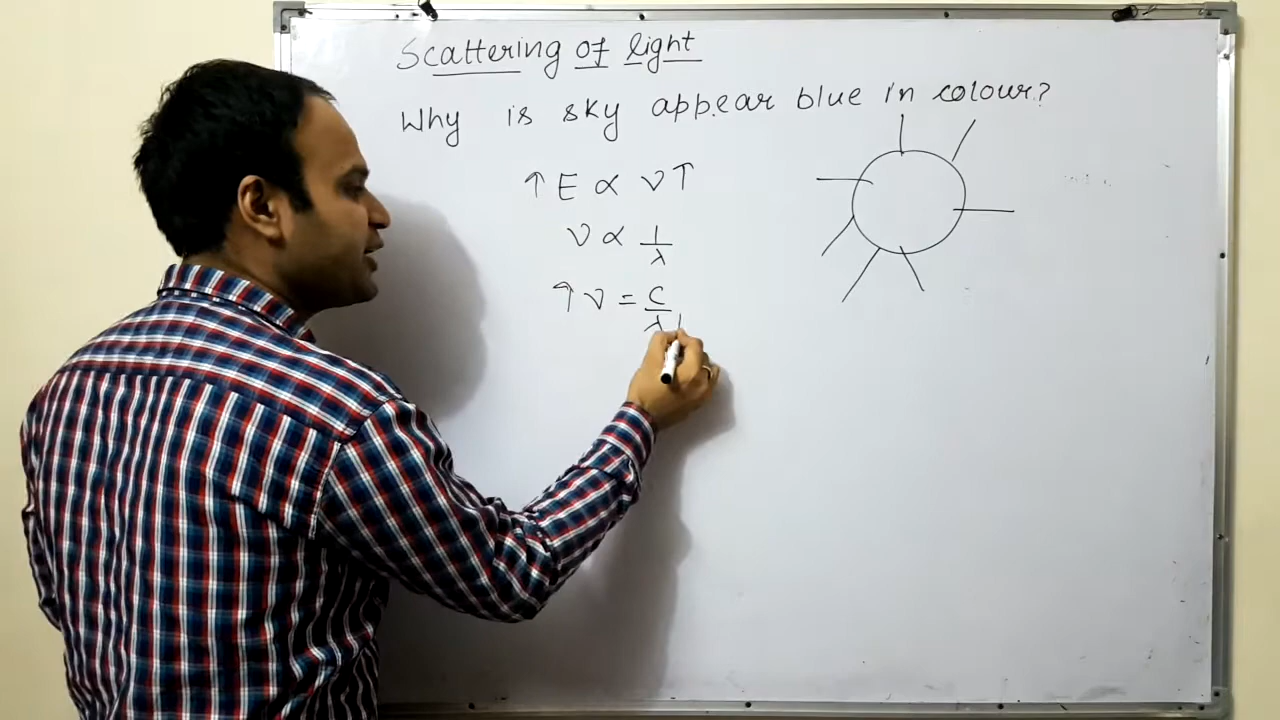 Scattering of light
Why is sky appear blue in colour?
↑ E ∝ ν ↑
ν ∝ 1/λ
↑ ν = c/λ